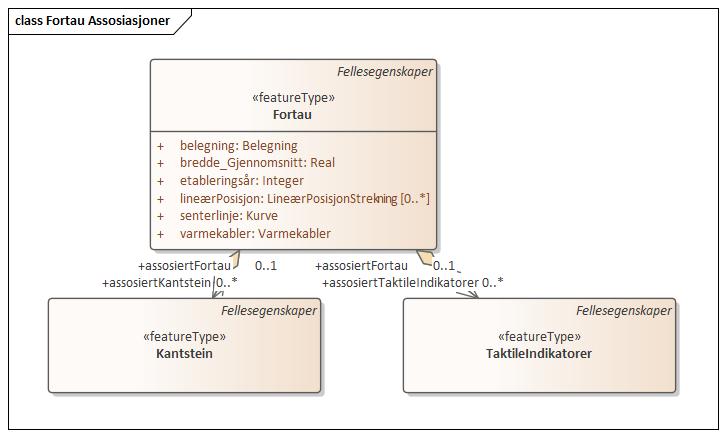 class Fortau Assosiasjoner
Fellesegenskaper
«featureType»
Fortau
+ belegning: Belegning
+ bredde_Gjennomsnitt: Real
+ etableringsår: Integer
+ lineærPosisjon: LineærPosisjonStrekning [0..*]
+ senterlinje: Kurve
+ varmekabler: Varmekabler
+assosiertFortau 0..1
+assosiertFortau 0..1
+assosiertKantstein 0..*
+assosiertTaktileIndikatorer 0..*
Fellesegenskaper
«featureType»
Kantstein
Fellesegenskaper
«featureType»
TaktileIndikatorer